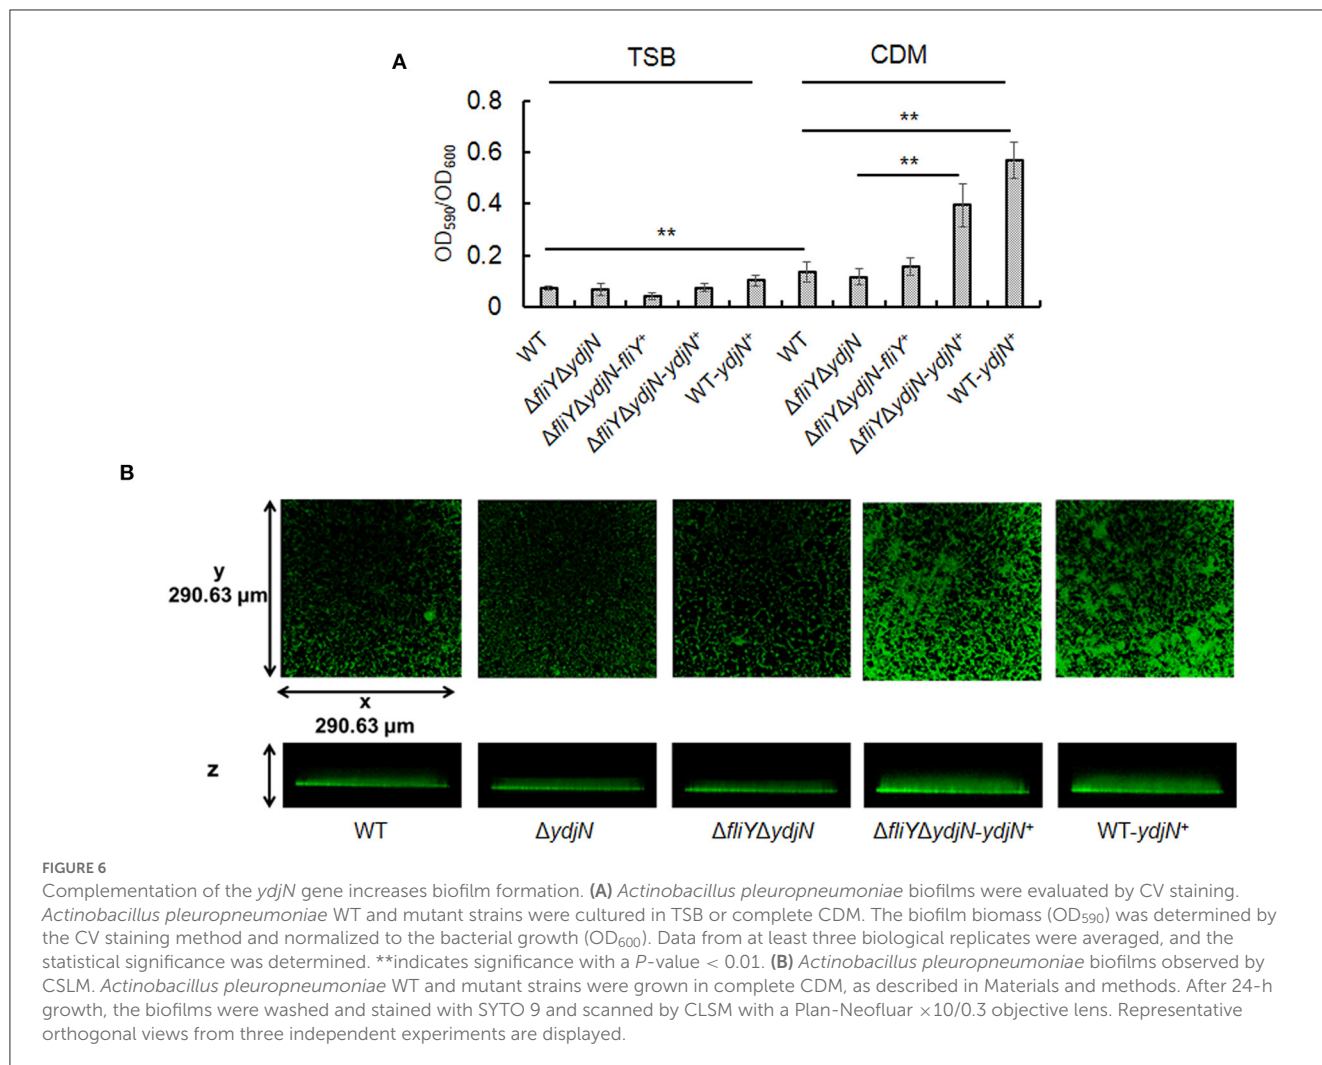 A
TSB
CDM
OD₅₉₀/OD₆₀₀
0.8
0.6
0.4
0.2
0
**
**
**
WT
ΔfliYΔydjN
ΔfliYΔydjN-fliY⁺
ΔfliYΔydjN-ydjN⁺
WT-ydjN⁺
WT
ΔfliYΔydjN
ΔfliYΔydjN-fliY⁺
ΔfliYΔydjN-ydjN⁺
WT-ydjN⁺
B
y
290.63 µm
x
290.63 µm
z
WT
ΔydjN
ΔfliYΔydjN
ΔfliYΔydjN-ydjN⁺
WT-ydjN⁺
FIGURE 6
Complementation of the ydjN gene increases biofilm formation. (A) Actinobacillus pleuropneumoniae biofilms were evaluated by CV staining.
Actinobacillus pleuropneumoniae WT and mutant strains were cultured in TSB or complete CDM. The biofilm biomass (OD₅₉₀) was determined by
the CV staining method and normalized to the bacterial growth (OD₆₀₀). Data from at least three biological replicates were averaged, and the
statistical significance was determined. **indicates significance with a P-value < 0.01. (B) Actinobacillus pleuropneumoniae biofilms observed by
CSLM. Actinobacillus pleuropneumoniae WT and mutant strains were grown in complete CDM, as described in Materials and methods. After 24-h
growth, the biofilms were washed and stained with SYTO 9 and scanned by CLSM with a Plan-Neofluar ×10/0.3 objective lens. Representative
orthogonal views from three independent experiments are displayed.